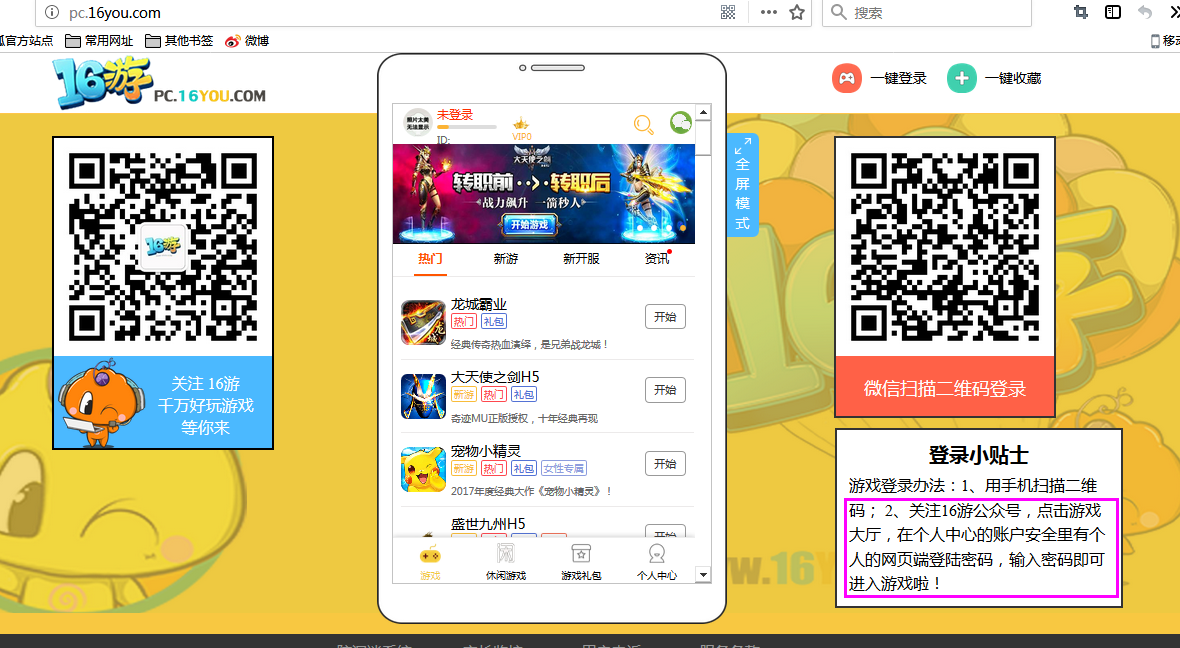 pc.16you.com
搜索
官方站点 常用网址 其他书签 微博
16游 PC.16YOU.COM
一键登录 一键收藏
关注 16游
千万好玩游戏
等你来
照片太美
无法显示
未登录
ID:
VIP0
大天使之剑
转职前 转职后
战力飙升 一箭秒人
开始游戏
热门 新游 新开服 资讯
龙城霸业
热门 礼包
经典传奇热血演绎，是兄弟战龙城！
开始
大天使之剑H5
新游 热门 礼包
奇迹MU正版授权，十年经典再现
开始
宠物小精灵
新游 热门 礼包 女性专属
2017年度经典大作《宠物小精灵》！
开始
盛世九州H5
开始
游戏 休闲游戏 游戏礼包 个人中心
全
屏
模
式
微信扫描二维码登录
登录小贴士
游戏登录办法：1、用手机扫描二维
码； 2、关注16游公众号，点击游戏
大厅，在个人中心的账户安全里有个
人的网页端登陆密码，输入密码即可
进入游戏啦！